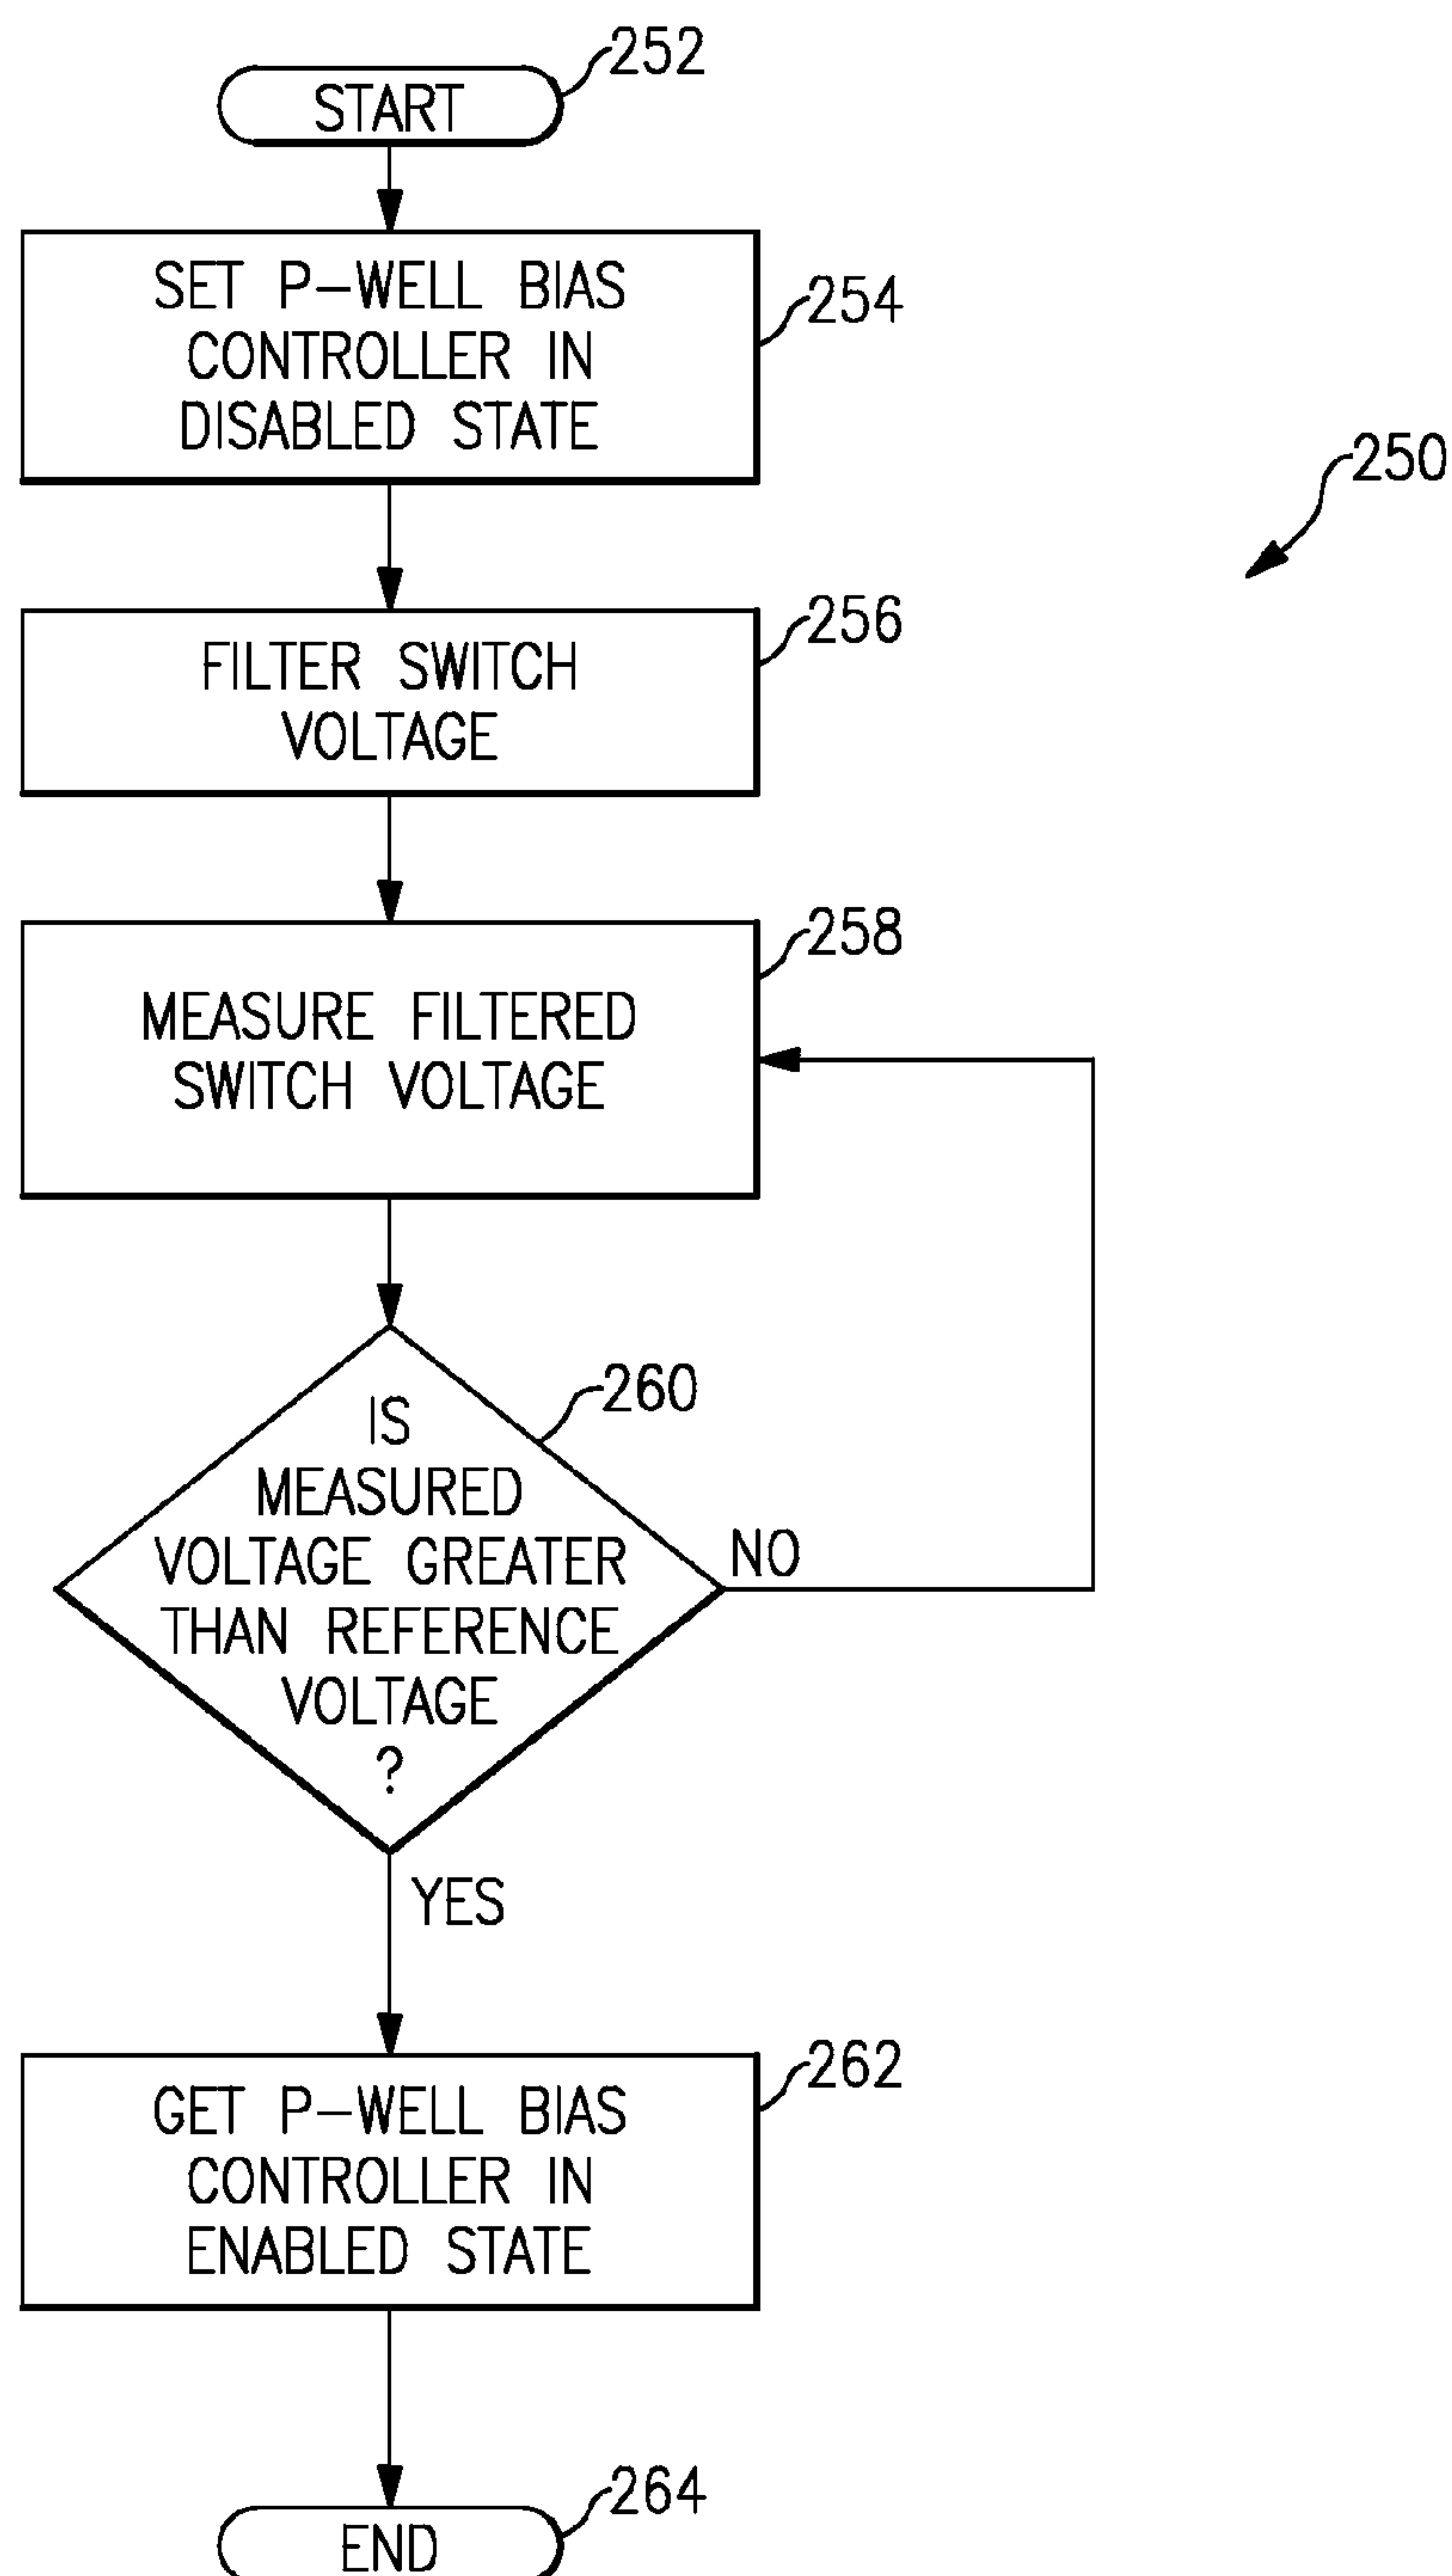 252
START
SET P-WELL BIAS
CONTROLLER IN
DISABLED STATE
254
250
FILTER SWITCH
VOLTAGE
256
MEASURE FILTERED
SWITCH VOLTAGE
258
IS
MEASURED
VOLTAGE GREATER
THAN REFERENCE
VOLTAGE
?
260
NO
YES
GET P-WELL BIAS
CONTROLLER IN
ENABLED STATE
262
END
264